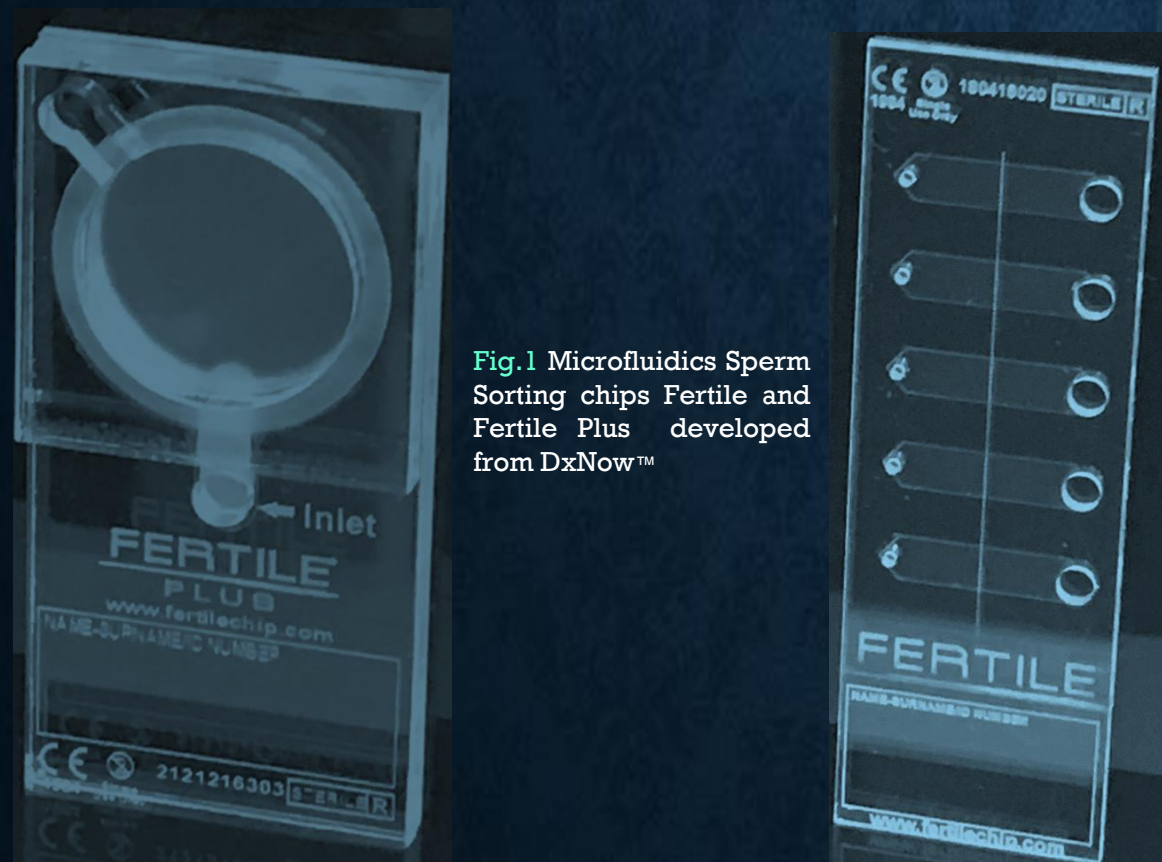 Inlet
FERTILE
PLUS
www.fertilechip.com
NAME-SURNAME/ID NUMBER
CE 2121216303 STERILE R
Fig.1 Microfluidics Sperm
Sorting chips Fertile and
Fertile Plus developed
from DxNow™
CE 180418020 STERILE R
1984 Single
Use Only
FERTILE
NAME-SURNAME/ID NUMBER
www.fertilechip.com